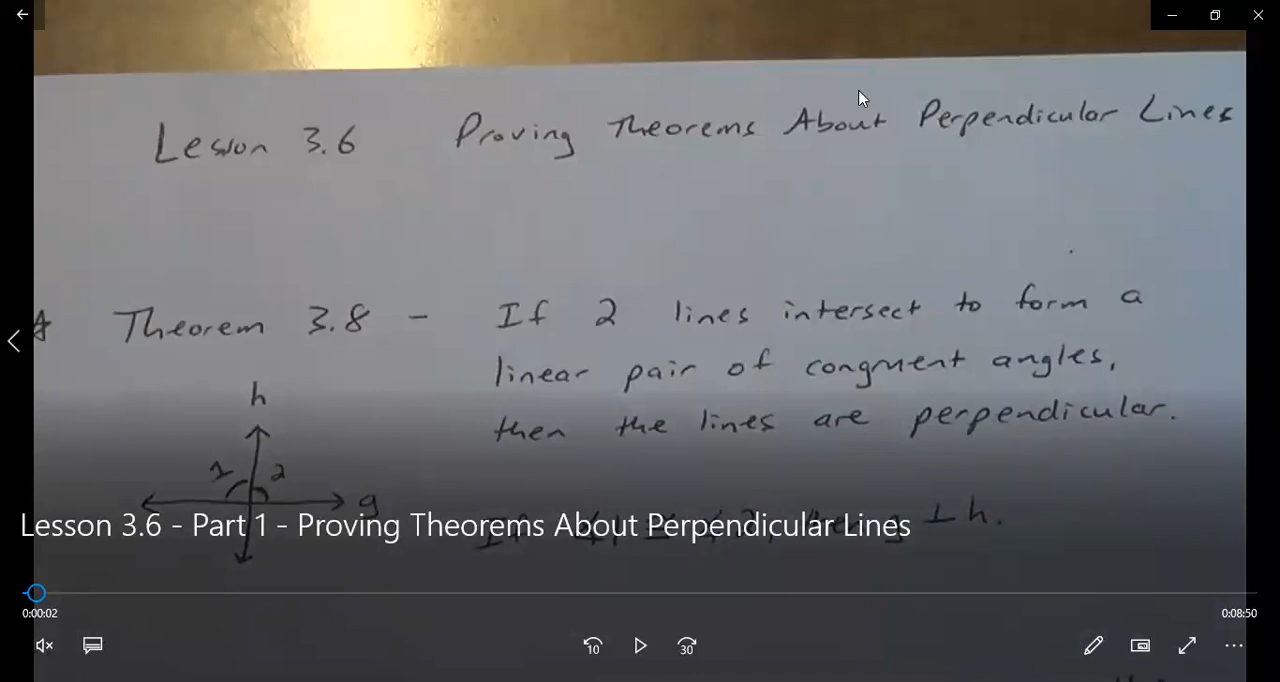 Lesson 3.6 Proving Theorems About Perpendicular Lines
Theorem 3.8 - If 2 lines intersect to form a
linear pair of congruent angles,
then the lines are perpendicular.
h
1 2
g
⊥ h.
Lesson 3.6 - Part 1 - Proving Theorems About Perpendicular Lines
0:00:02
0:08:50
10
30